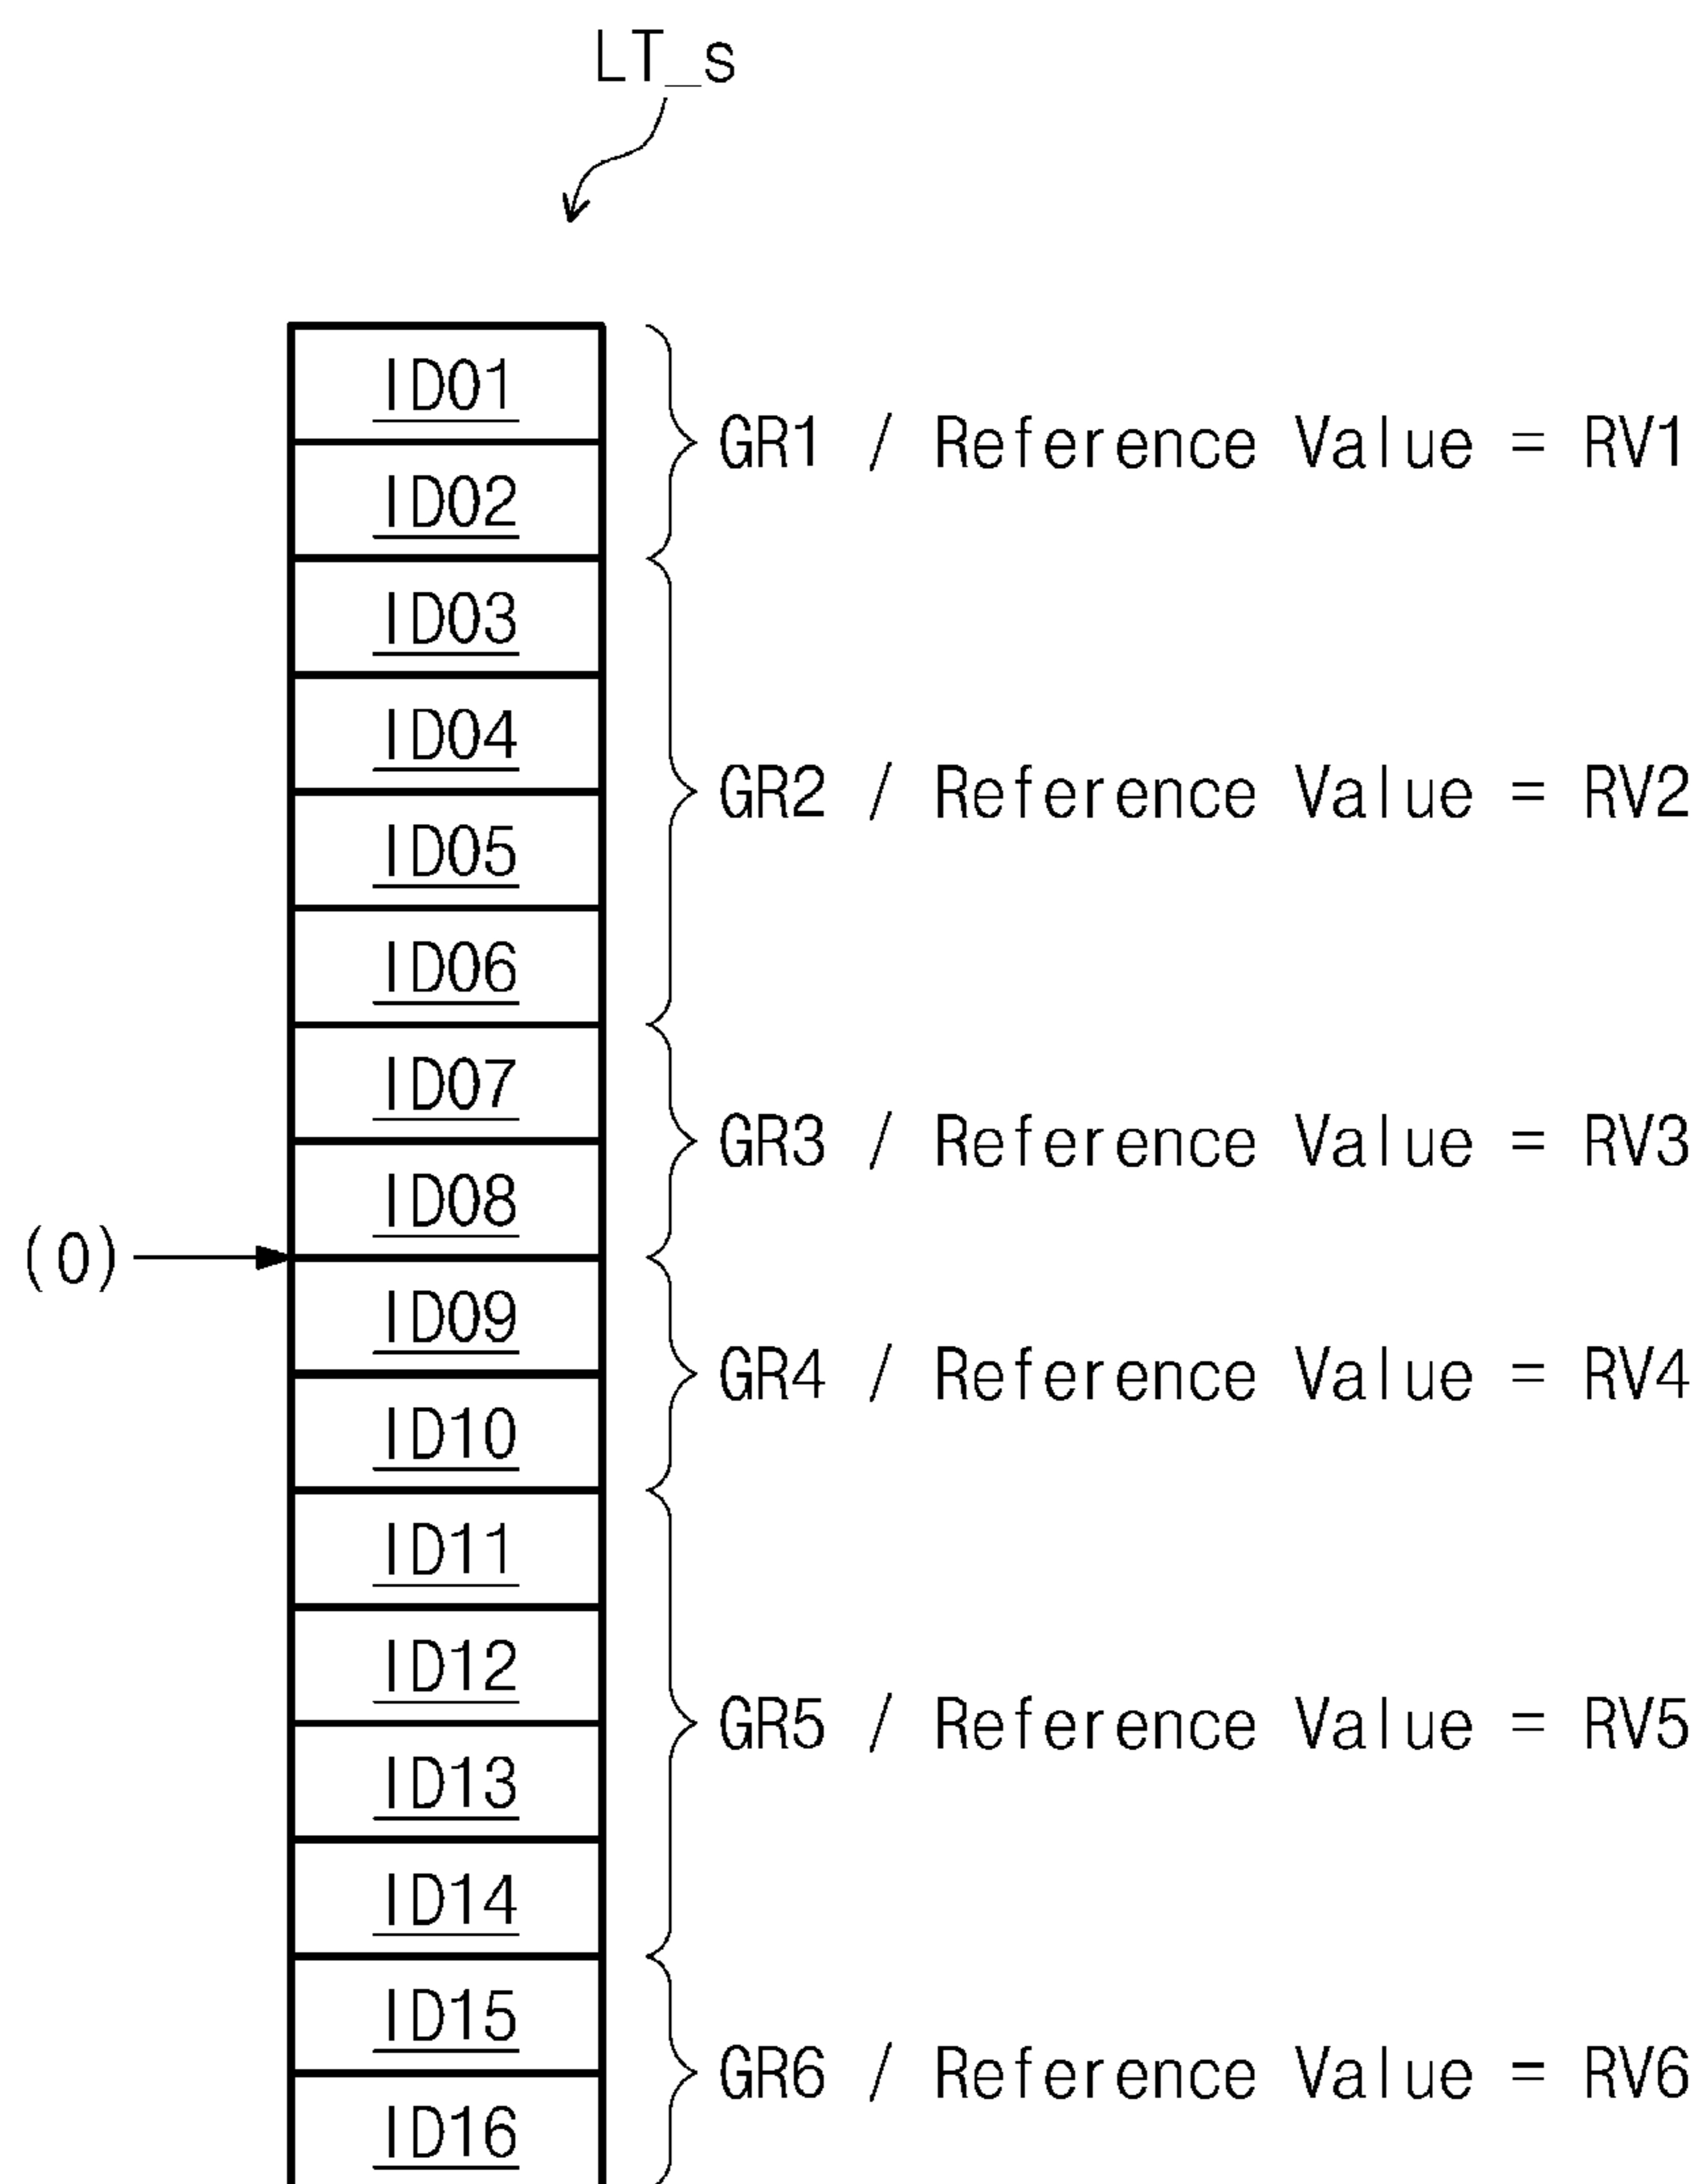 LT_s
ID01
GR1 / Reference Value = RV1
ID02
ID03
ID04
GR2 / Reference Value = RV2
ID05
ID06
ID07
GR3 / Reference Value = RV3
ID08
(0)
ID09
GR4 / Reference Value = RV4
ID10
ID11
ID12
GR5 / Reference Value = RV5
ID13
ID14
ID15
GR6 / Reference Value = RV6
ID16